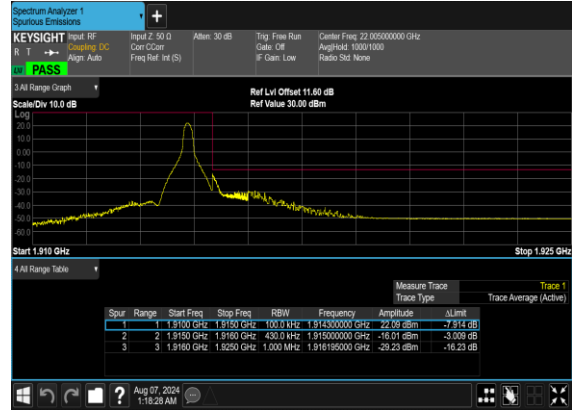 Spectrum Analyzer 1
Spurious Emissions
KEYSIGHT Input: RF Input Z: 50 Ω Atten: 30 dB Trig: Free Run Center Freq: 22.005000000 GHz
R T Coupling: DC Corr CCorr Gate: Off Avg|Hold: 1000/1000
Align: Auto Freq Ref: Int (S) IF Gain: Low Radio Std: None
PASS
3 All Range Graph
Ref Lvl Offset 11.60 dB
Scale/Div 10.0 dB Ref Value 30.00 dBm
Log
20.0
10.0
0.00
-10.0
-20.0
-30.0
-40.0
-50.0
-60.0
Start 1.910 GHz Stop 1.925 GHz
4 All Range Table
Measure Trace Trace 1
Trace Type Trace Average (Active)
Spur Range Start Freq Stop Freq RBW Frequency Amplitude ΔLimit
1 1 1.9100 GHz 1.9150 GHz 100.0 kHz 1.914300000 GHz 22.09 dBm -7.914 dB
2 2 1.9150 GHz 1.9160 GHz 430.0 kHz 1.915000000 GHz -16.01 dBm -3.009 dB
3 3 1.9160 GHz 1.9250 GHz 1.000 MHz 1.916195000 GHz -29.23 dBm -16.23 dB
Aug 07, 2024
1:18:28 AM